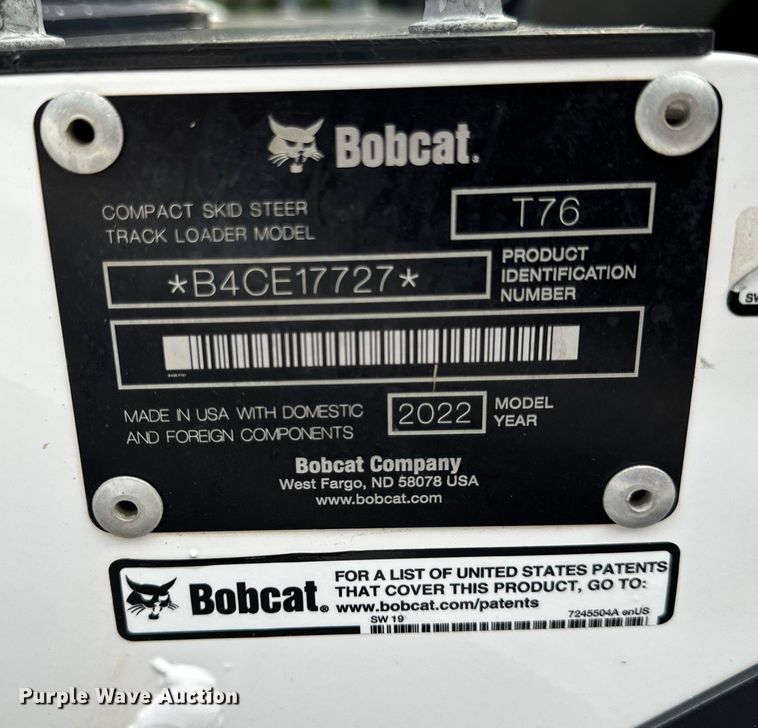 Bobcat.
COMPACT SKID STEER
TRACK LOADER MODEL
T76
*B4CE17727*
PRODUCT
IDENTIFICATION
NUMBER
MADE IN USA WITH DOMESTIC
AND FOREIGN COMPONENTS
2022
MODEL
YEAR
Bobcat Company
West Fargo, ND 58078 USA
www.bobcat.com
SW
Bobcat.
FOR A LIST OF UNITED STATES PATENTS
THAT COVER THIS PRODUCT, GO TO:
www.bobcat.com/patents
SW 19
7245504A enUS
Purple Wave Auction